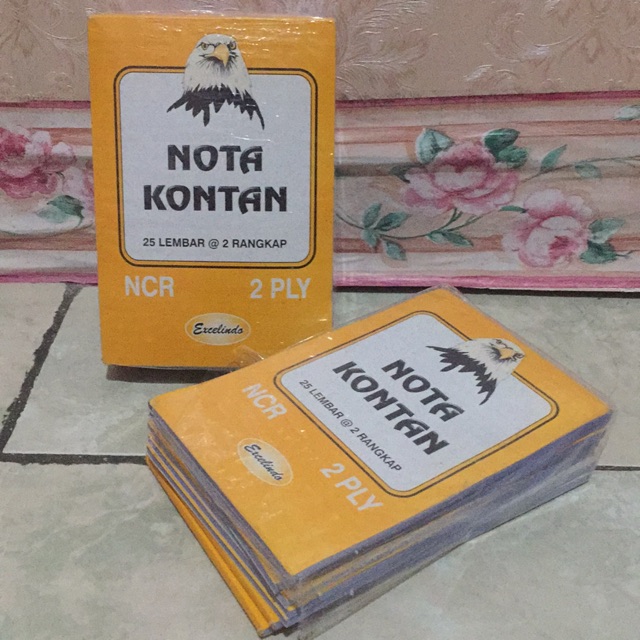 NOTA
KONTAN
25 LEMBAR @ 2 RANGKAP
NCR 2 PLY
Excelindo
NOTA
KONTAN
25 LEMBAR @ 2 RANGKAP
NCR 2 PLY
Excelindo